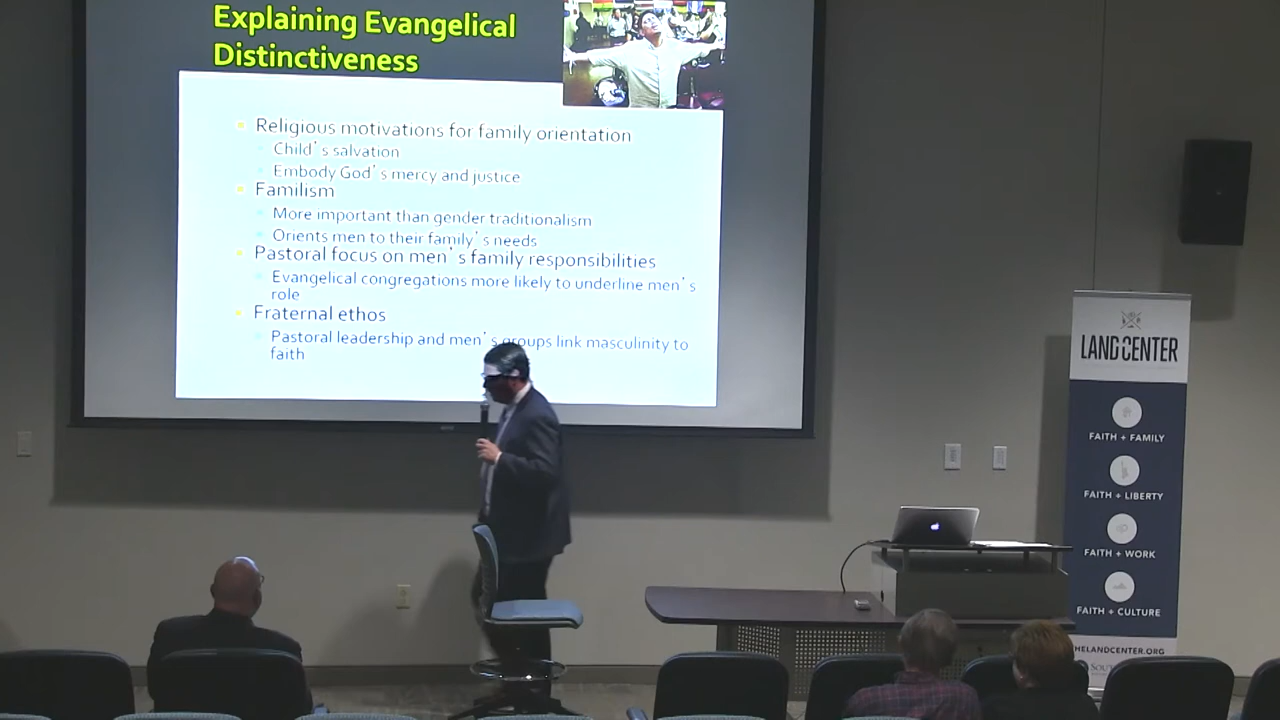 Explaining Evangelical
Distinctiveness
Religious motivations for family orientation
Child's salvation
Embody God's mercy and justice
Familism
More important than gender traditionalism
Orients men to their family's needs
Pastoral focus on men's family responsibilities
Evangelical congregations more likely to underline men's
role
Fraternal ethos
Pastoral leadership and men's groups link masculinity to
faith
LAND CENTER
FAITH + FAMILY
FAITH + LIBERTY
FAITH + WORK
FAITH + CULTURE
HELANDCENTER.ORG